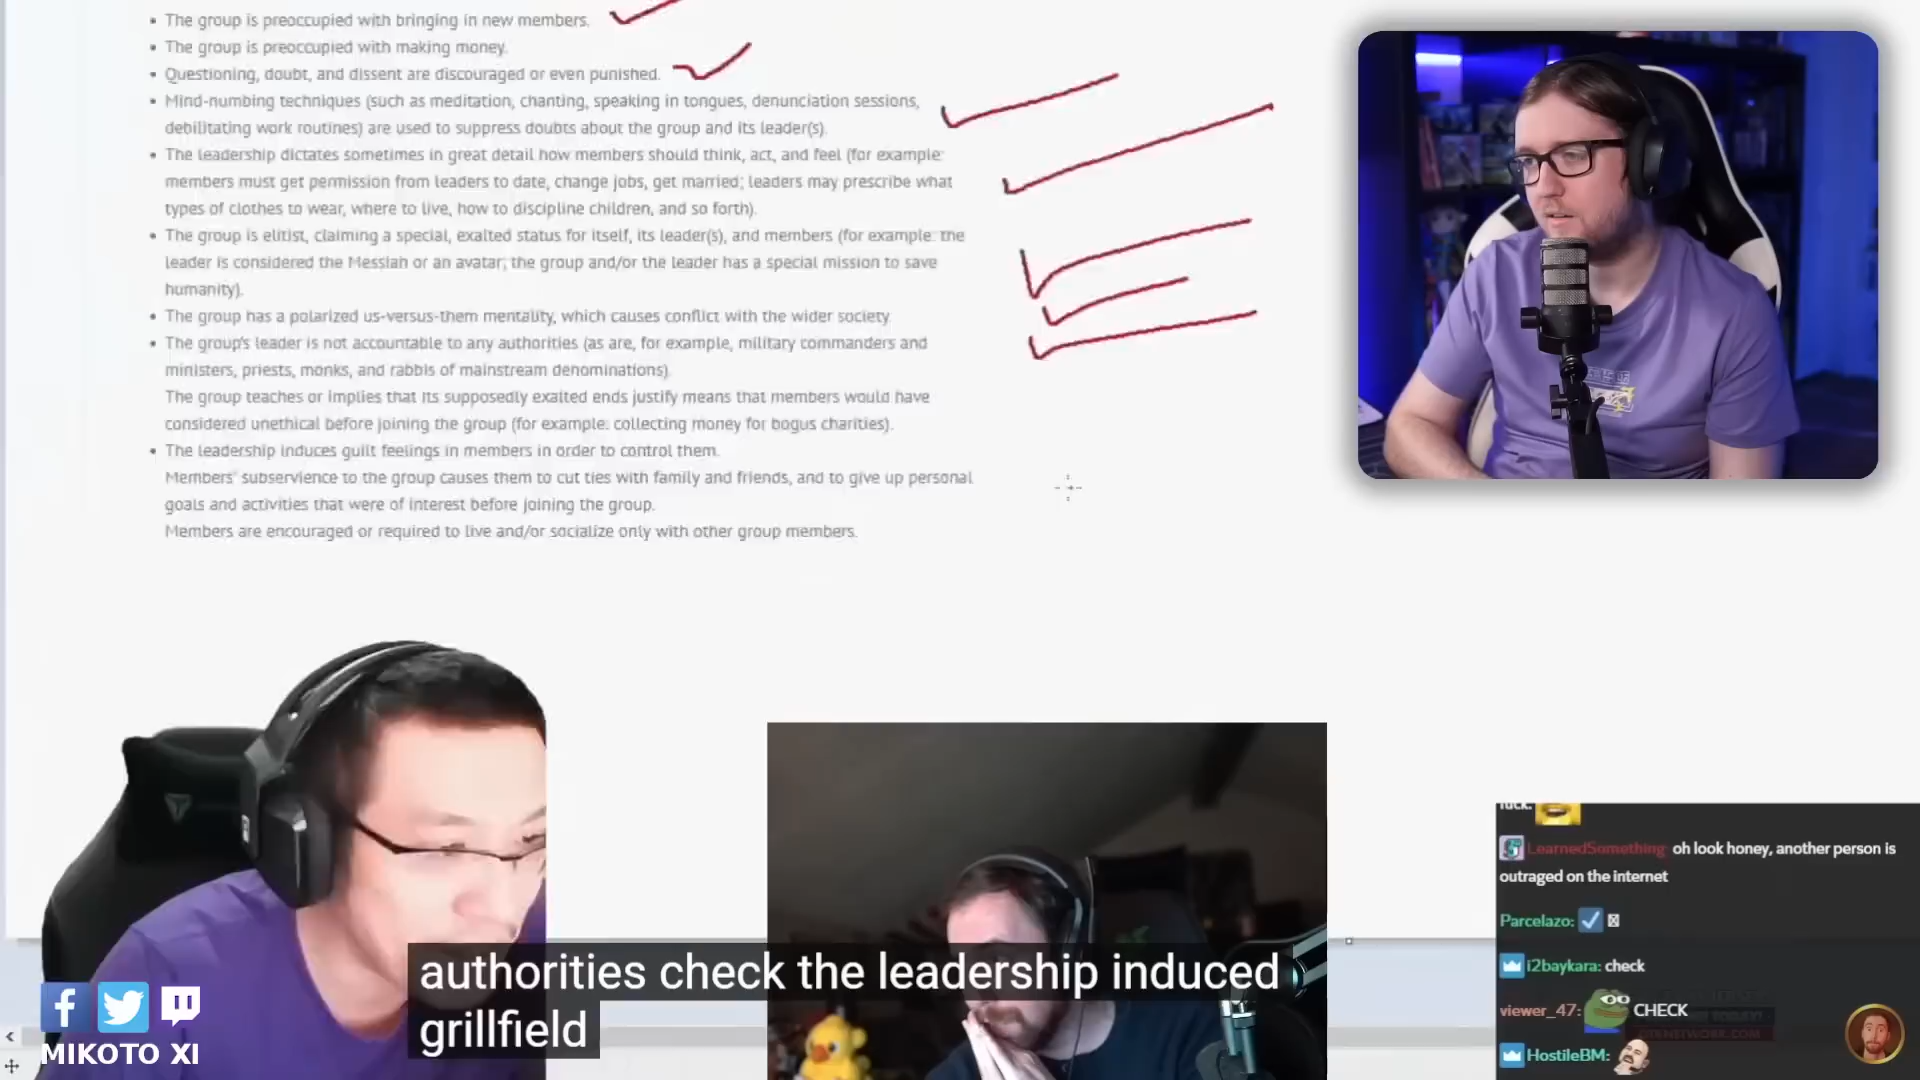 The group is preoccupied with bringing in new members.
The group is preoccupied with making money.
Questioning, doubt, and dissent are discouraged or even punished.
Mind-numbing techniques (such as meditation, chanting, speaking in tongues, denunciation sessions,
debilitating work routines) are used to suppress doubts about the group and its leader(s).
The leadership dictates sometimes in great detail how members should think, act, and feel (for example:
members must get permission from leaders to date, change jobs, get married; leaders may prescribe what
types of clothes to wear, where to live, how to discipline children, and so forth).
The group is elitist, claiming a special, exalted status for itself, its leader(s), and members (for example: the
leader is considered the Messiah or an avatar; the group and/or the leader has a special mission to save
humanity).
The group has a polarized us-versus-them mentality, which causes conflict with the wider society.
The group's leader is not accountable to any authorities (as are, for example, military commanders and
ministers, priests, monks, and rabbis of mainstream denominations).
The group teaches or implies that its supposedly exalted ends justify means that members would have
considered unethical before joining the group (for example: collecting money for bogus charities).
The leadership induces guilt feelings in members in order to control them.
Members' subservience to the group causes them to cut ties with family and friends, and to give up personal
goals and activities that were of interest before joining the group.
Members are encouraged or required to live and/or socialize only with other group members.
authorities check the leadership induced
grillfield
MIKOTO XI
LearnedSomething: oh look honey, another person is
outraged on the internet
Parcelazo:
i2baykara: check
viewer_47: CHECK
HostileBM: